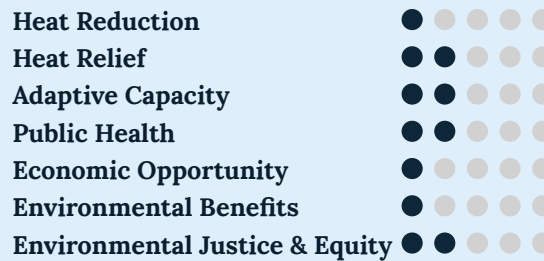 Heat Reduction
Heat Relief
Adaptive Capacity
Public Health
Economic Opportunity
Environmental Benefits
Environmental Justice & Equity